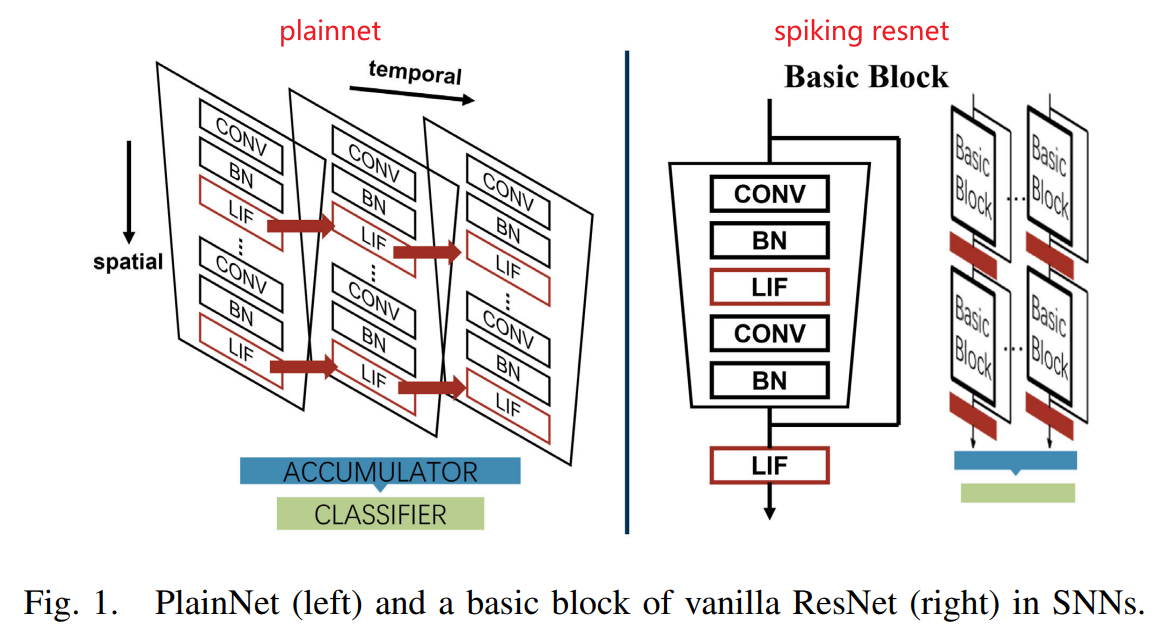 plainnet
spiking resnet
temporal
spatial
CONV
BN
LIF
⋮
CONV
BN
LIF
CONV
BN
LIF
⋮
CONV
BN
LIF
CONV
BN
LIF
⋮
CONV
BN
LIF
ACCUMULATOR
CLASSIFIER
Basic Block
CONV
BN
LIF
CONV
BN
LIF
Basic
Block
...
Basic
Block
Basic
Block
...
Basic
Block
Fig. 1. PlainNet (left) and a basic block of vanilla ResNet (right) in SNNs.